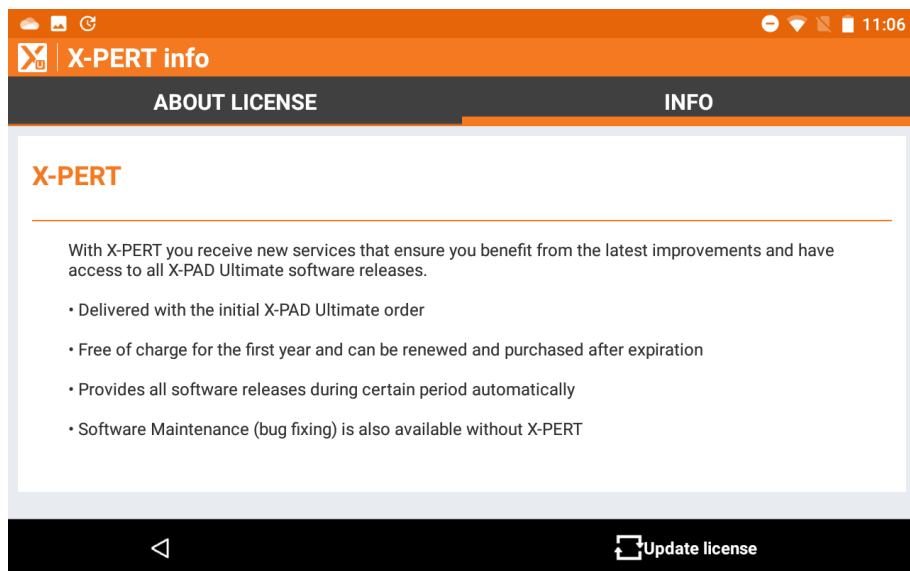 11:06
X-PERT info
ABOUT LICENSE
INFO
X-PERT
With X-PERT you receive new services that ensure you benefit from the latest improvements and have
access to all X-PAD Ultimate software releases.
• Delivered with the initial X-PAD Ultimate order
• Free of charge for the first year and can be renewed and purchased after expiration
• Provides all software releases during certain period automatically
• Software Maintenance (bug fixing) is also available without X-PERT
Update license